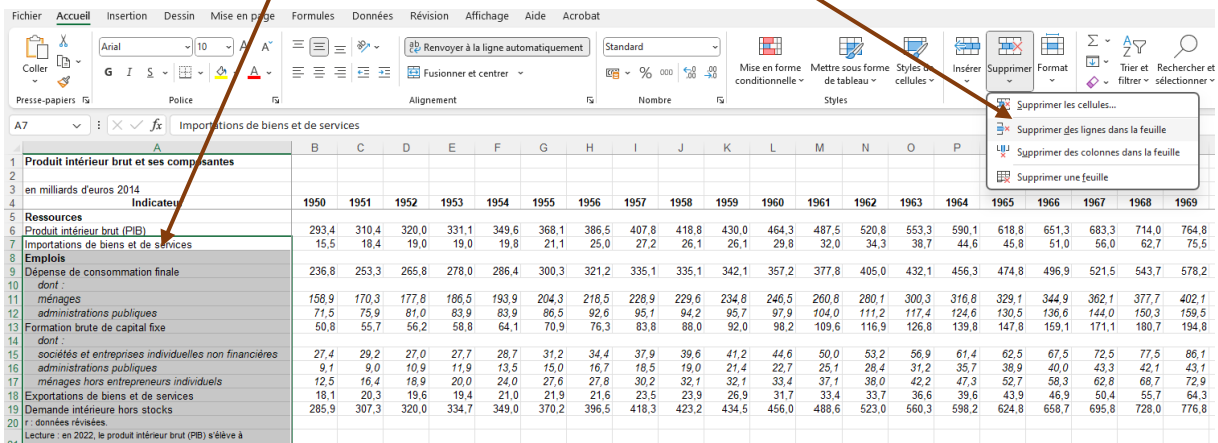 Fichier Accueil Insertion Dessin Mise en page Formules Données Révision Affichage Aide Acrobat
Coller
Arial 10
G I S
Renvoyer à la ligne automatiquement
Fusionner et centrer
Standard
% 000
Mise en forme conditionnelle
Mettre sous forme de tableau
Styles de cellules
Insérer Supprimer Format
Trier et filtrer
Rechercher et sélectionner
Presse-papiers Police Alignement Nombre Styles
Supprimer les cellules...
Supprimer des lignes dans la feuille
Supprimer des colonnes dans la feuille
Supprimer une feuille
A7 fx Importations de biens et de services
A B C D E F G H I J K L M N O P
1 Produit intérieur brut et ses composantes
2
3 en milliards d'euros 2014
4 Indicateur 1950 1951 1952 1953 1954 1955 1956 1957 1958 1959 1960 1961 1962 1963 1964 1965 1966 1967 1968 1969
5 Ressources
6 Produit intérieur brut (PIB) 293,4 310,4 320,0 331,1 349,6 368,1 386,5 407,8 418,8 430,0 464,3 487,5 520,8 553,3 590,1 618,8 651,3 683,3 714,0 764,8
7 Importations de biens et de services 15,5 18,4 19,0 19,0 19,8 21,1 25,0 27,2 26,1 26,1 29,8 32,0 34,3 38,7 44,6 45,8 51,0 56,0 62,7 75,5
8 Emplois
9 Dépense de consommation finale 236,8 253,3 265,8 278,0 286,4 300,3 321,2 335,1 335,1 342,1 357,2 377,8 405,0 432,1 456,3 474,8 496,9 521,5 543,7 578,2
10 dont :
11 ménages 158,9 170,3 177,8 186,5 193,9 204,3 218,5 228,9 229,6 234,8 246,5 260,8 280,1 300,3 316,8 329,1 344,9 362,1 377,7 402,1
12 administrations publiques 71,5 75,9 81,0 83,9 83,9 86,5 92,6 95,1 94,2 95,7 97,9 104,0 111,2 117,4 124,6 130,5 136,6 144,0 150,3 159,5
13 Formation brute de capital fixe 50,8 55,7 56,2 58,8 64,1 70,9 76,3 83,8 88,0 92,0 98,2 109,6 116,9 126,8 139,8 147,8 159,1 171,1 180,7 194,8
14 dont :
15 sociétés et entreprises individuelles non financières 27,4 29,2 27,0 27,7 28,7 31,2 34,4 37,9 39,6 41,2 44,6 50,0 53,2 56,9 61,4 62,5 67,5 72,5 77,5 86,1
16 administrations publiques 9,1 9,0 10,9 11,9 13,5 15,0 16,7 18,5 19,0 21,4 22,7 25,1 28,4 31,2 35,7 38,9 40,0 43,3 42,1 43,1
17 ménages hors entrepreneurs individuels 12,5 16,4 18,9 20,0 24,0 27,6 27,8 30,2 32,1 32,1 33,4 37,1 38,0 42,2 47,3 52,7 58,3 62,8 68,7 72,9
18 Exportations de biens et de services 18,1 20,3 19,6 19,4 21,0 21,9 21,6 23,5 23,9 26,9 31,7 33,4 33,7 36,6 39,6 43,9 46,9 50,4 55,7 64,3
19 Demande intérieure hors stocks 285,9 307,3 320,0 334,7 349,0 370,2 396,5 418,3 423,2 434,5 456,0 488,6 523,0 560,3 598,2 624,8 658,7 695,8 728,0 776,8
20 r : données révisées.
Lecture : en 2022, le produit intérieur brut (PIB) s'élève à